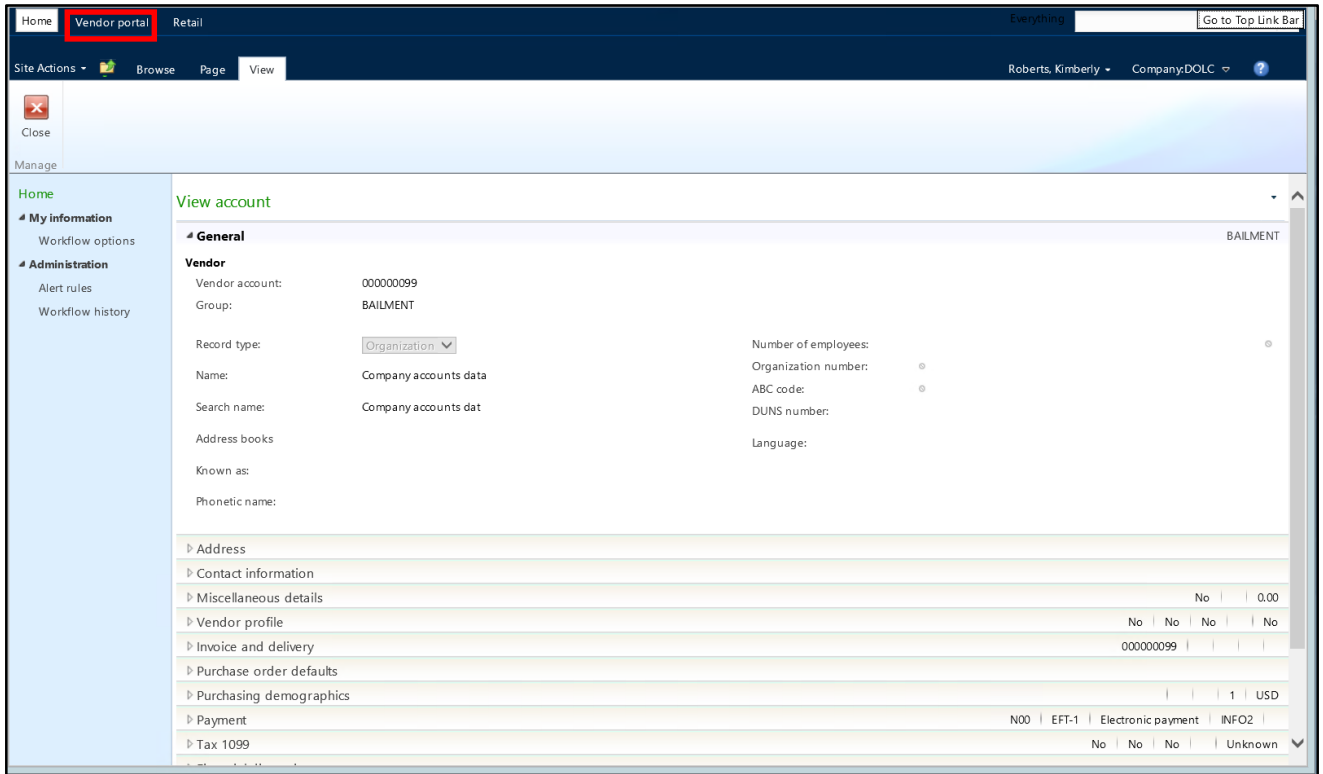 Home Vendor portal Retail Everything Go to Top Link Bar
Site Actions Browse Page View Roberts, Kimberly Company:DOLC
Close
Manage
Home
My information
Workflow options
Administration
Alert rules
Workflow history
View account
General BAILMENT
Vendor
Vendor account: 000000099
Group: BAILMENT
Record type: Organization Number of employees:
Organization number:
Name: Company accounts data
ABC code:
Search name: Company accounts dat DUNS number:
Address books Language:
Known as:
Phonetic name:
Address
Contact information
Miscellaneous details No 0.00
Vendor profile No No No No
Invoice and delivery 000000099
Purchase order defaults
Purchasing demographics 1 USD
Payment N00 EFT-1 Electronic payment INFO2
Tax 1099 No No No Unknown